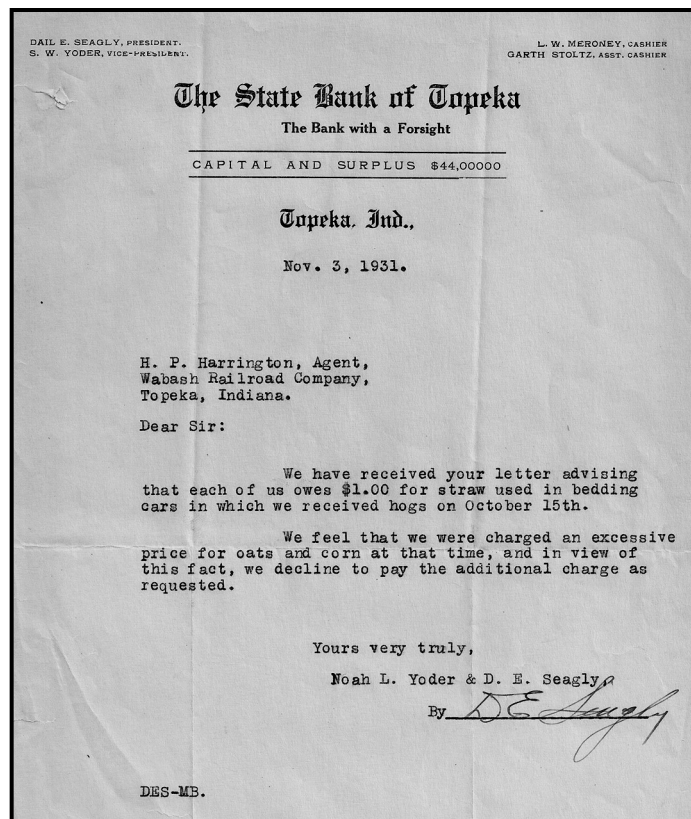 DAIL E. SEAGLY, PRESIDENT.
S. W. YODER, VICE-PRESIDENT.
L. W. MERONEY, CASHIER
GARTH STOLTZ, ASST. CASHIER
The State Bank of Topeka
The Bank with a Forsight
CAPITAL AND SURPLUS $44,00000
Topeka, Ind.,
Nov. 3, 1931.
H. P. Harrington, Agent,
Wabash Railroad Company,
Topeka, Indiana.
Dear Sir:
We have received your letter advising
that each of us owes $1.00 for straw used in bedding
cars in which we received hogs on October 15th.
We feel that we were charged an excessive
price for oats and corn at that time, and in view of
this fact, we decline to pay the additional charge as
requested.
Yours very truly,
Noah L. Yoder & D. E. Seagly,
By D E Seagly
DES-MB.